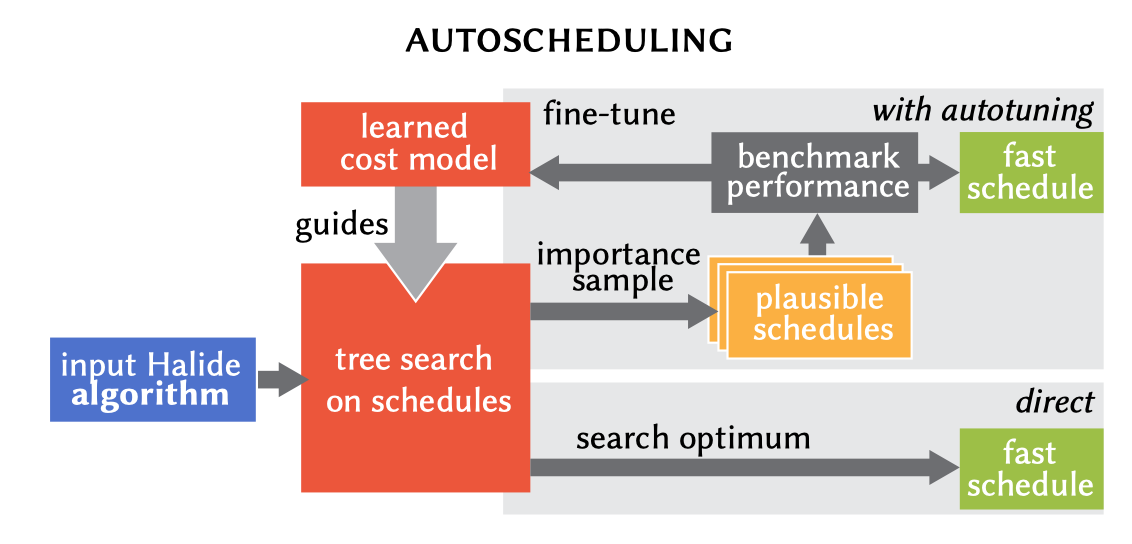 AUTOSCHEDULING
learned
cost model
fine-tune
with autotuning
benchmark
performance
fast
schedule
guides
importance
sample
plausible
schedules
input Halide
algorithm
tree search
on schedules
direct
search optimum
fast
schedule